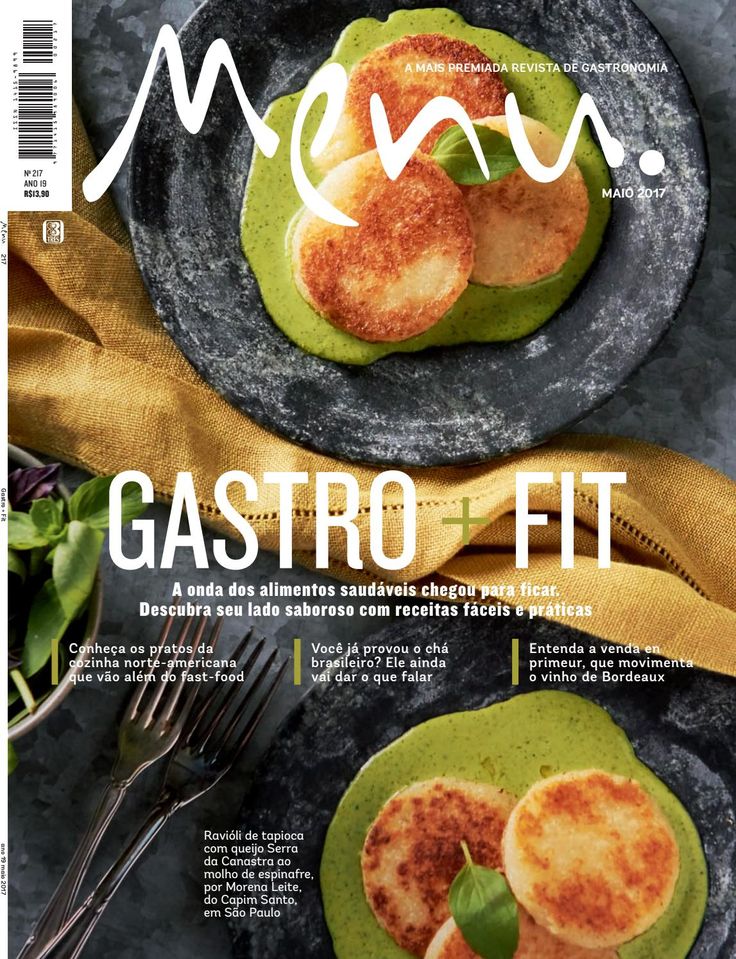 Menu.
A MAIS PREMIADA REVISTA DE GASTRONOMIA
MAIO 2017
Nº 217
ANO 19
R$13,90
3
TRÊS
Menu 217
Gastro + Fit
ano 19 maio 2017
GASTRO + FIT
A onda dos alimentos saudáveis chegou para ficar.
Descubra seu lado saboroso com receitas fáceis e práticas
Conheça os pratos da
cozinha norte-americana
que vão além do fast-food
Você já provou o chá
brasileiro? Ele ainda
vai dar o que falar
Entenda a venda en
primeur, que movimenta
o vinho de Bordeaux
Ravióli de tapioca
com queijo Serra
da Canastra ao
molho de espinafre,
por Morena Leite,
do Capim Santo,
em São Paulo